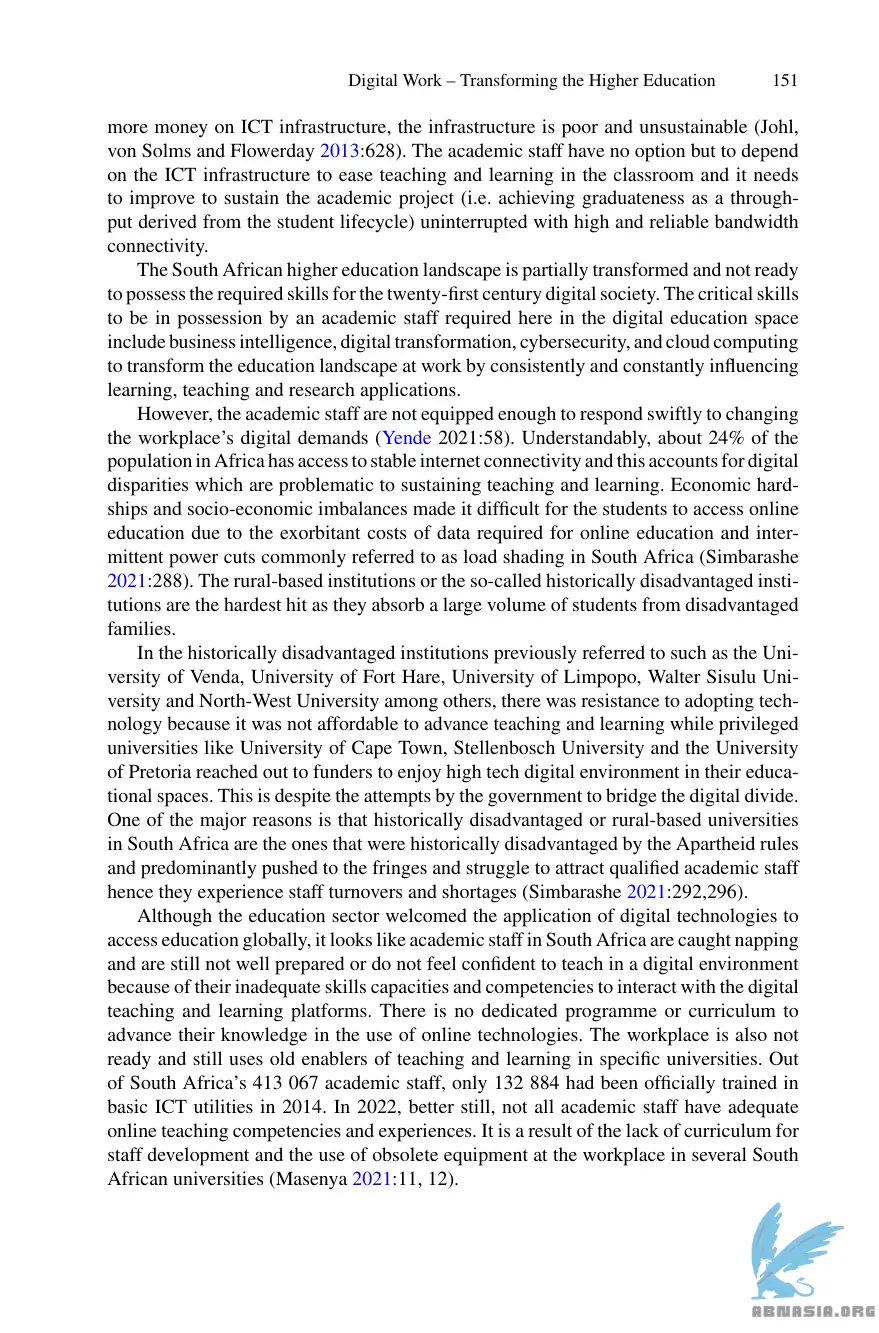 Digital Work – Transforming the Higher Education 151
more money on ICT infrastructure, the infrastructure is poor and unsustainable (Johl,
von Solms and Flowerday 2013:628). The academic staff have no option but to depend
on the ICT infrastructure to ease teaching and learning in the classroom and it needs
to improve to sustain the academic project (i.e. achieving graduateness as a through-
put derived from the student lifecycle) uninterrupted with high and reliable bandwidth
connectivity.
The South African higher education landscape is partially transformed and not ready
to possess the required skills for the twenty-first century digital society. The critical skills
to be in possession by an academic staff required here in the digital education space
include business intelligence, digital transformation, cybersecurity, and cloud computing
to transform the education landscape at work by consistently and constantly influencing
learning, teaching and research applications.
However, the academic staff are not equipped enough to respond swiftly to changing
the workplace's digital demands (Yende 2021:58). Understandably, about 24% of the
population in Africa has access to stable internet connectivity and this accounts for digital
disparities which are problematic to sustaining teaching and learning. Economic hard-
ships and socio-economic imbalances made it difficult for the students to access online
education due to the exorbitant costs of data required for online education and inter-
mittent power cuts commonly referred to as load shading in South Africa (Simbarashe
2021:288). The rural-based institutions or the so-called historically disadvantaged insti-
tutions are the hardest hit as they absorb a large volume of students from disadvantaged
families.
In the historically disadvantaged institutions previously referred to such as the Uni-
versity of Venda, University of Fort Hare, University of Limpopo, Walter Sisulu Uni-
versity and North-West University among others, there was resistance to adopting tech-
nology because it was not affordable to advance teaching and learning while privileged
universities like University of Cape Town, Stellenbosch University and the University
of Pretoria reached out to funders to enjoy high tech digital environment in their educa-
tional spaces. This is despite the attempts by the government to bridge the digital divide.
One of the major reasons is that historically disadvantaged or rural-based universities
in South Africa are the ones that were historically disadvantaged by the Apartheid rules
and predominantly pushed to the fringes and struggle to attract qualified academic staff
hence they experience staff turnovers and shortages (Simbarashe 2021:292,296).
Although the education sector welcomed the application of digital technologies to
access education globally, it looks like academic staff in South Africa are caught napping
and are still not well prepared or do not feel confident to teach in a digital environment
because of their inadequate skills capacities and competencies to interact with the digital
teaching and learning platforms. There is no dedicated programme or curriculum to
advance their knowledge in the use of online technologies. The workplace is also not
ready and still uses old enablers of teaching and learning in specific universities. Out
of South Africa's 413 067 academic staff, only 132 884 had been officially trained in
basic ICT utilities in 2014. In 2022, better still, not all academic staff have adequate
online teaching competencies and experiences. It is a result of the lack of curriculum for
staff development and the use of obsolete equipment at the workplace in several South
African universities (Masenya 2021:11, 12).
ABNASIA.ORG